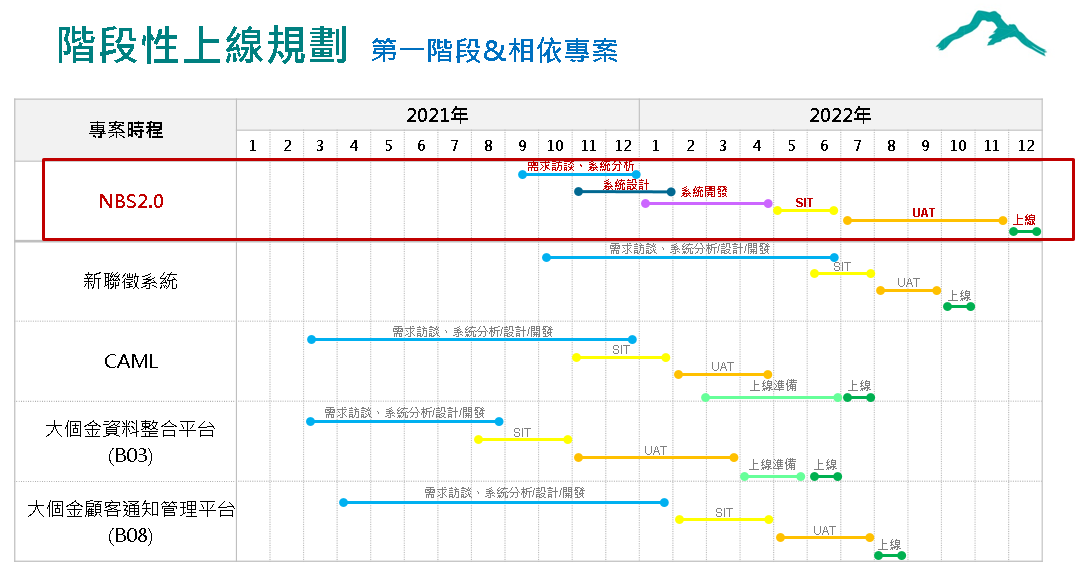 階段性上線規劃 第一階段&相依專案
專案時程 2021年 2022年
1 2 3 4 5 6 7 8 9 10 11 12 1 2 3 4 5 6 7 8 9 10 11 12
NBS2.0
需求訪談、系統分析
系統設計
系統開發
SIT
UAT
上線
新聯徵系統
需求訪談、系統分析/設計/開發
SIT
UAT
上線
CAML
需求訪談、系統分析/設計/開發
SIT
UAT
上線準備
上線
大個金資料整合平台
(B03)
需求訪談、系統分析/設計/開發
SIT
UAT
上線準備
上線
大個金顧客通知管理平台
(B08)
需求訪談、系統分析/設計/開發
SIT
UAT
上線